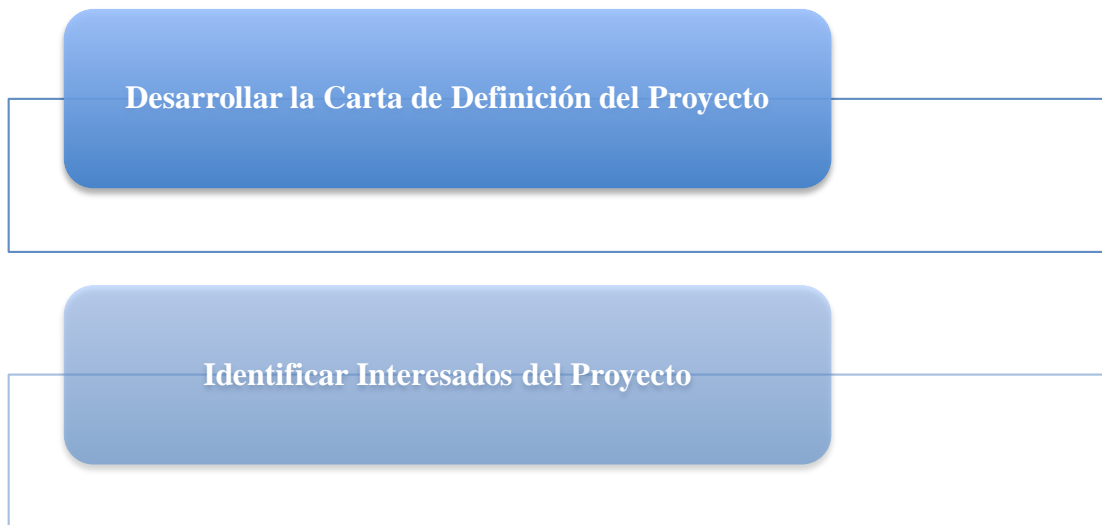 Desarrollar la Carta de Definición del Proyecto
Identificar Interesados del Proyecto